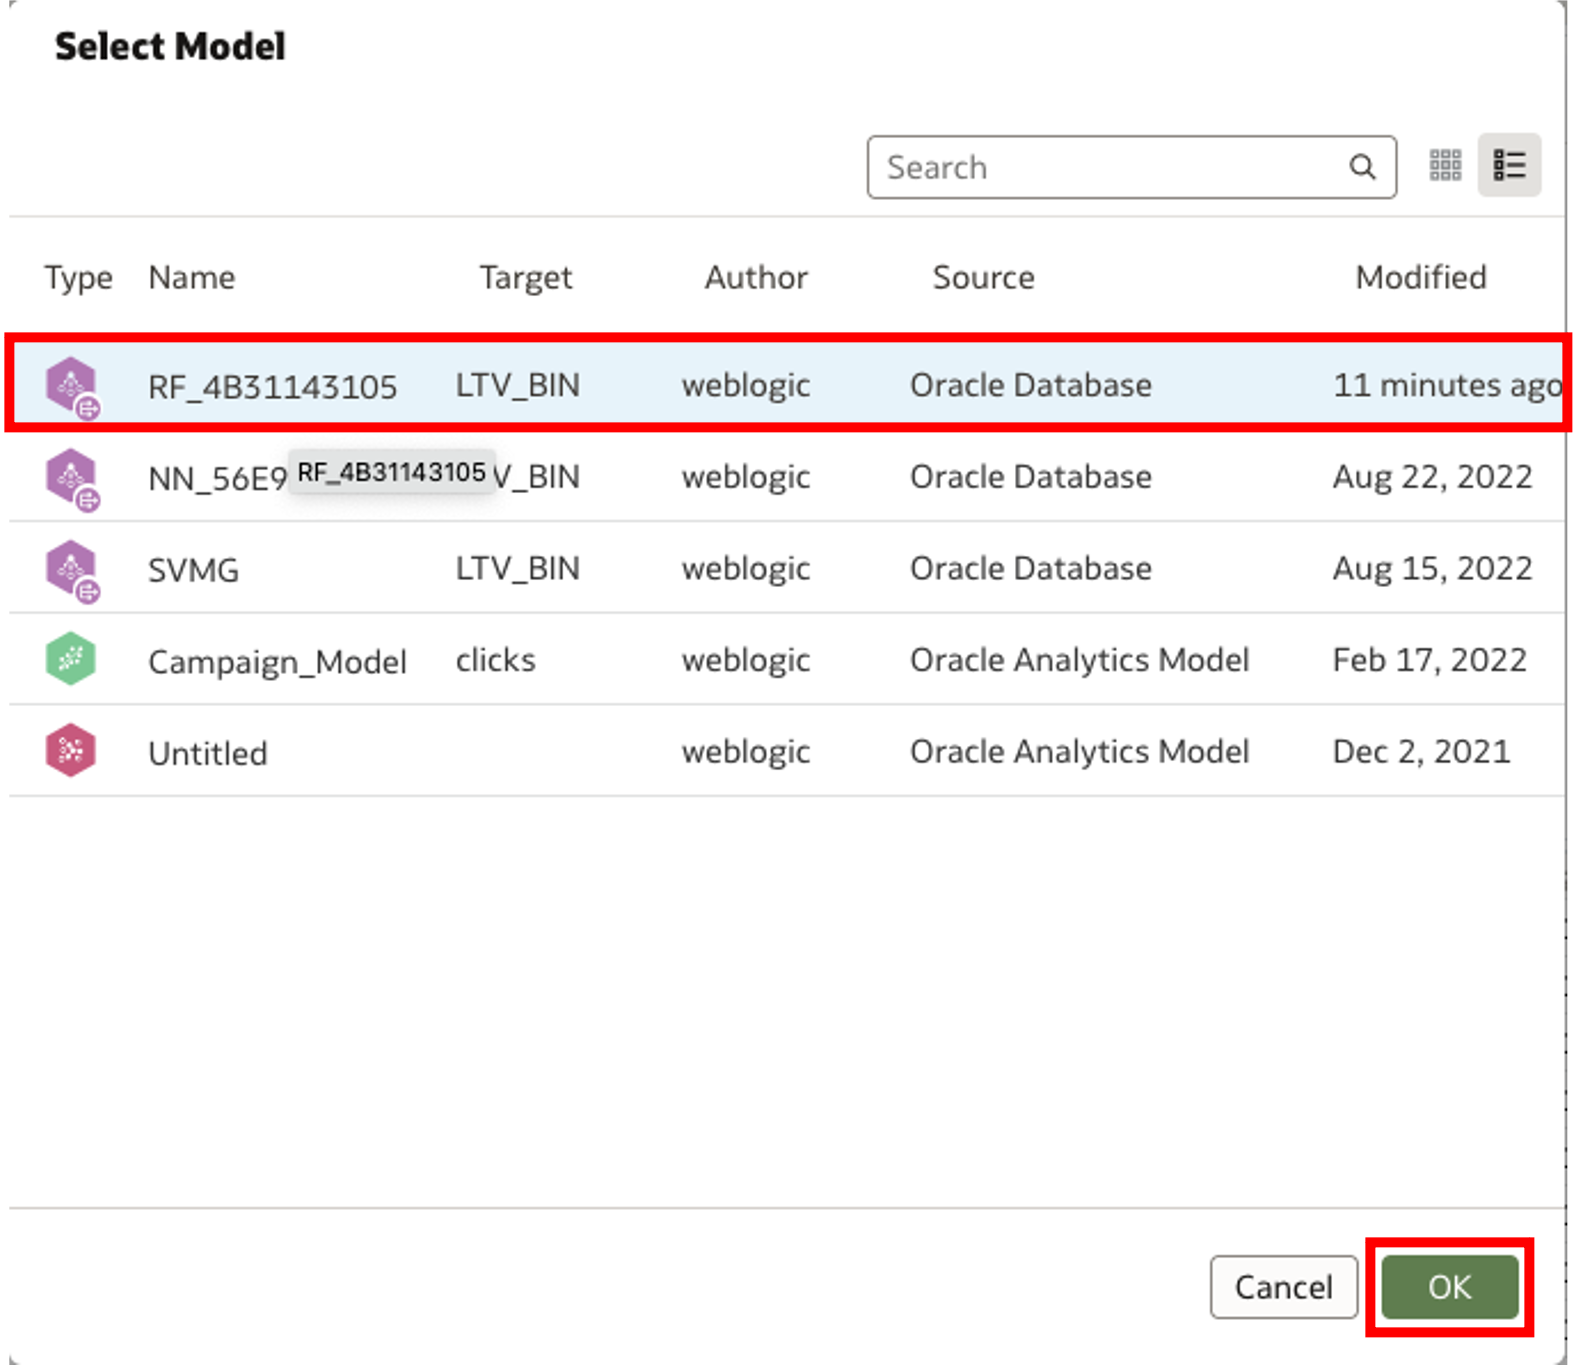 Select Model
Search
Type Name Target Author Source Modified
RF_4B31143105 LTV_BIN weblogic Oracle Database 11 minutes ago
NN_56E9 RF_4B31143105 V_BIN weblogic Oracle Database Aug 22, 2022
SVMG LTV_BIN weblogic Oracle Database Aug 15, 2022
Campaign_Model clicks weblogic Oracle Analytics Model Feb 17, 2022
Untitled weblogic Oracle Analytics Model Dec 2, 2021
Cancel OK